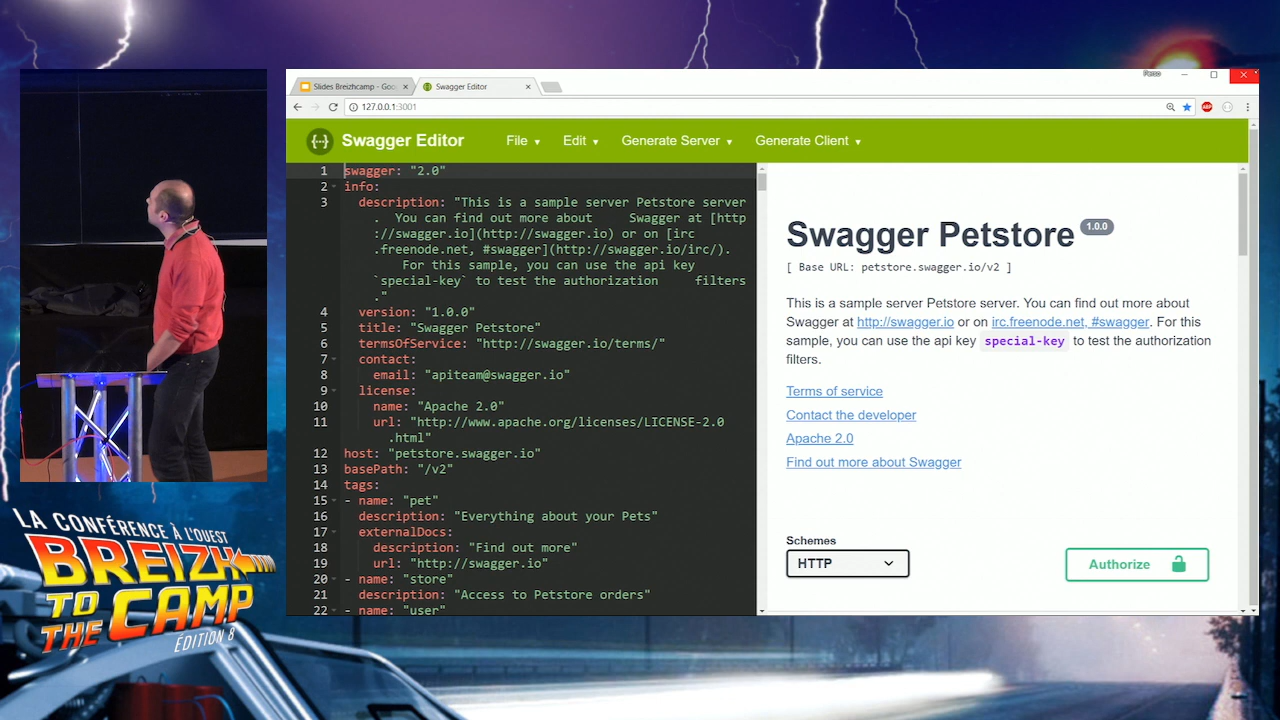 Slides Breizhcamp - Goo
Swagger Editor
Perso
127.0.0.1:3001
ABP
{··} Swagger Editor
File
Edit
Generate Server
Generate Client
1 swagger: "2.0"
2 info:
3 description: "This is a sample server Petstore server
. You can find out more about Swagger at [http
://swagger.io](http://swagger.io) or on [irc
.freenode.net, #swagger](http://swagger.io/irc/).
For this sample, you can use the api key
`special-key` to test the authorization filters
."
4 version: "1.0.0"
5 title: "Swagger Petstore"
6 termsOfService: "http://swagger.io/terms/"
7 contact:
8 email: "apiteam@swagger.io"
9 license:
10 name: "Apache 2.0"
11 url: "http://www.apache.org/licenses/LICENSE-2.0
.html"
12 host: "petstore.swagger.io"
13 basePath: "/v2"
14 tags:
15 - name: "pet"
16 description: "Everything about your Pets"
17 externalDocs:
18 description: "Find out more"
19 url: "http://swagger.io"
20 - name: "store"
21 description: "Access to Petstore orders"
22 - name: "user"
Swagger Petstore 1.0.0
[ Base URL: petstore.swagger.io/v2 ]
This is a sample server Petstore server. You can find out more about
Swagger at http://swagger.io or on irc.freenode.net, #swagger. For this
sample, you can use the api key special-key to test the authorization
filters.
Terms of service
Contact the developer
Apache 2.0
Find out more about Swagger
Schemes
HTTP
Authorize
LA CONFÉRENCE À L'OUEST
BREIZH
TO
THE CAMP
ÉDITION 8